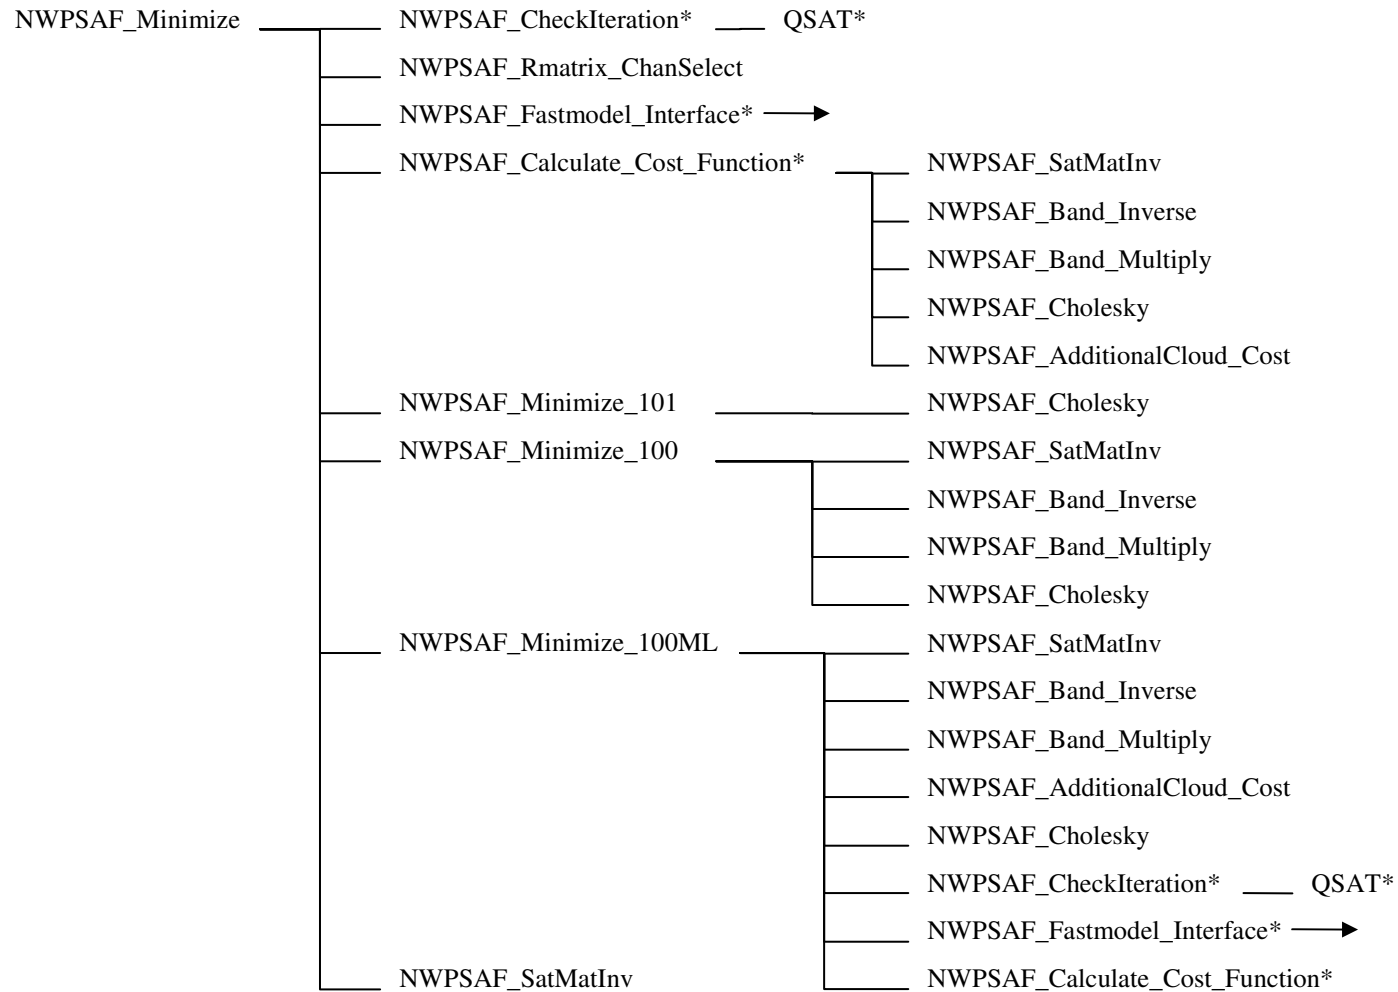 NWPSAF_Minimize NWPSAF_CheckIteration* QSAT*
NWPSAF_Rmatrix_ChanSelect
NWPSAF_Fastmodel_Interface*
NWPSAF_Calculate_Cost_Function* NWPSAF_SatMatInv
NWPSAF_Band_Inverse
NWPSAF_Band_Multiply
NWPSAF_Cholesky
NWPSAF_AdditionalCloud_Cost
NWPSAF_Minimize_101 NWPSAF_Cholesky
NWPSAF_Minimize_100 NWPSAF_SatMatInv
NWPSAF_Band_Inverse
NWPSAF_Band_Multiply
NWPSAF_Cholesky
NWPSAF_Minimize_100ML NWPSAF_SatMatInv
NWPSAF_Band_Inverse
NWPSAF_Band_Multiply
NWPSAF_AdditionalCloud_Cost
NWPSAF_Cholesky
NWPSAF_CheckIteration* QSAT*
NWPSAF_Fastmodel_Interface*
NWPSAF_SatMatInv NWPSAF_Calculate_Cost_Function*